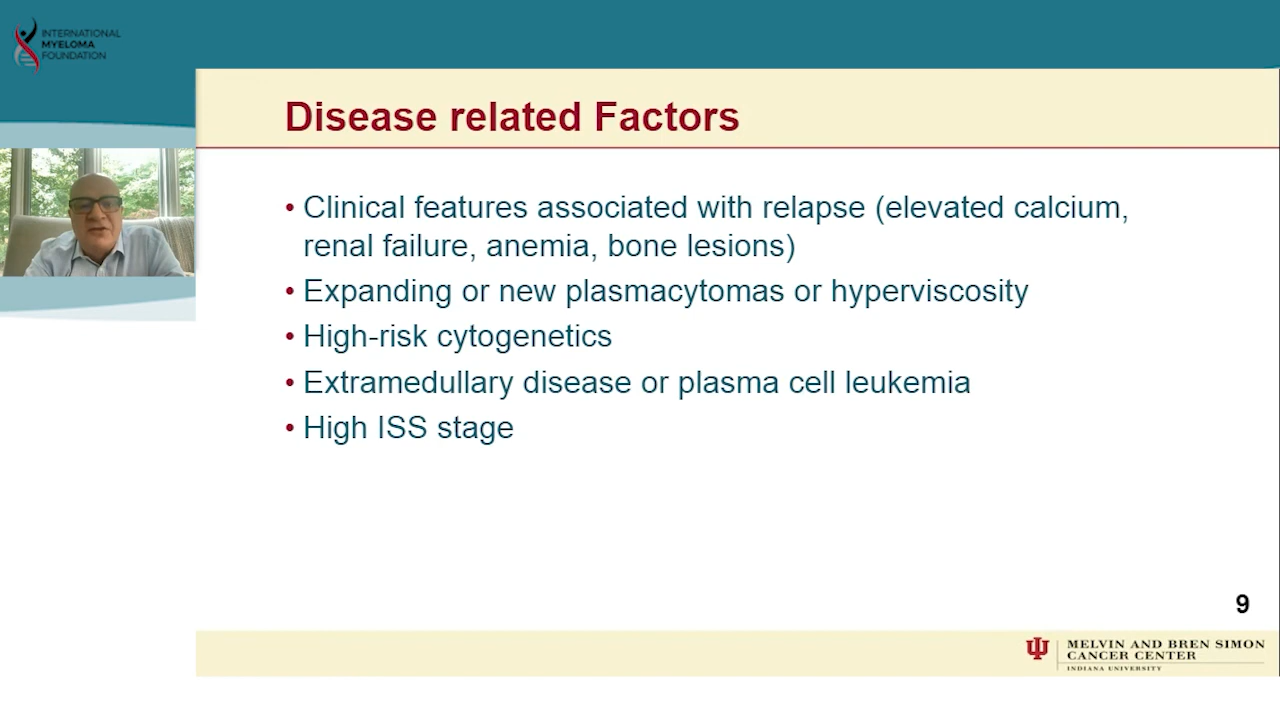 INTERNATIONAL
MYELOMA
FOUNDATION
Disease related Factors
• Clinical features associated with relapse (elevated calcium,
renal failure, anemia, bone lesions)
• Expanding or new plasmacytomas or hyperviscosity
• High-risk cytogenetics
• Extramedullary disease or plasma cell leukemia
• High ISS stage
9
MELVIN AND BREN SIMON
CANCER CENTER
INDIANA UNIVERSITY